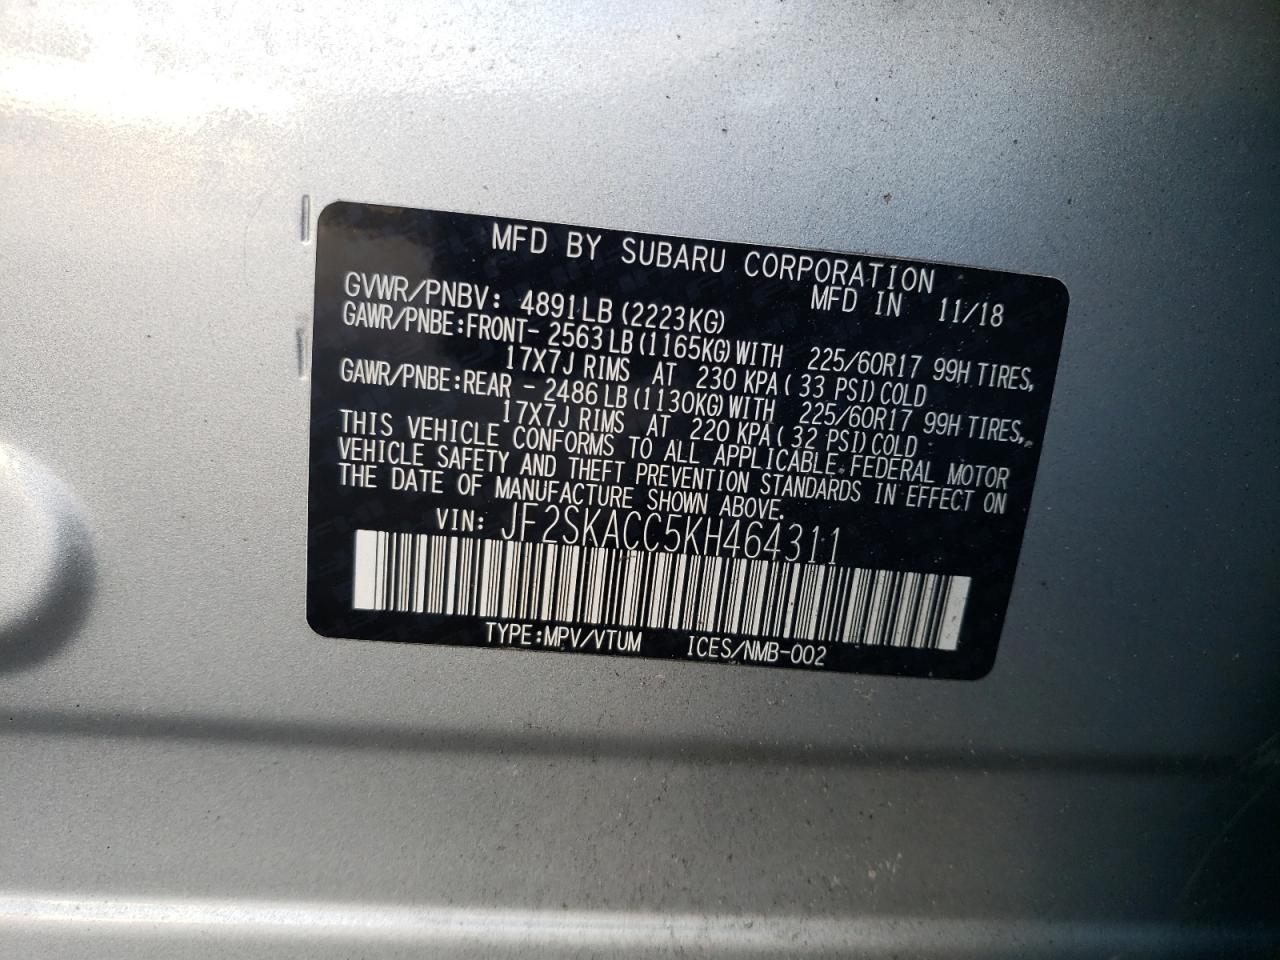 MFD BY SUBARU CORPORATION
MFD IN 11/18
GVWR/PNBV: 4891LB (2223KG)
GAWR/PNBE:FRONT- 2563LB(1165KG)WITH 225/60R17 99H TIRES,
17X7J RIMS AT 230 KPA( 33 PSI)COLD
GAWR/PNBE:REAR - 2486LB(1130KG)WITH 225/60R17 99H TIRES,
17X7J RIMS AT 220 KPA( 32 PSI)COLD
THIS VEHICLE CONFORMS TO ALL APPLICABLE FEDERAL MOTOR
VEHICLE SAFETY AND THEFT PREVENTION STANDARDS IN EFFECT ON
THE DATE OF MANUFACTURE SHOWN ABOVE.
VIN: JF2SKACC5KH464311
TYPE:MPV/VTUM ICES/NMB-002